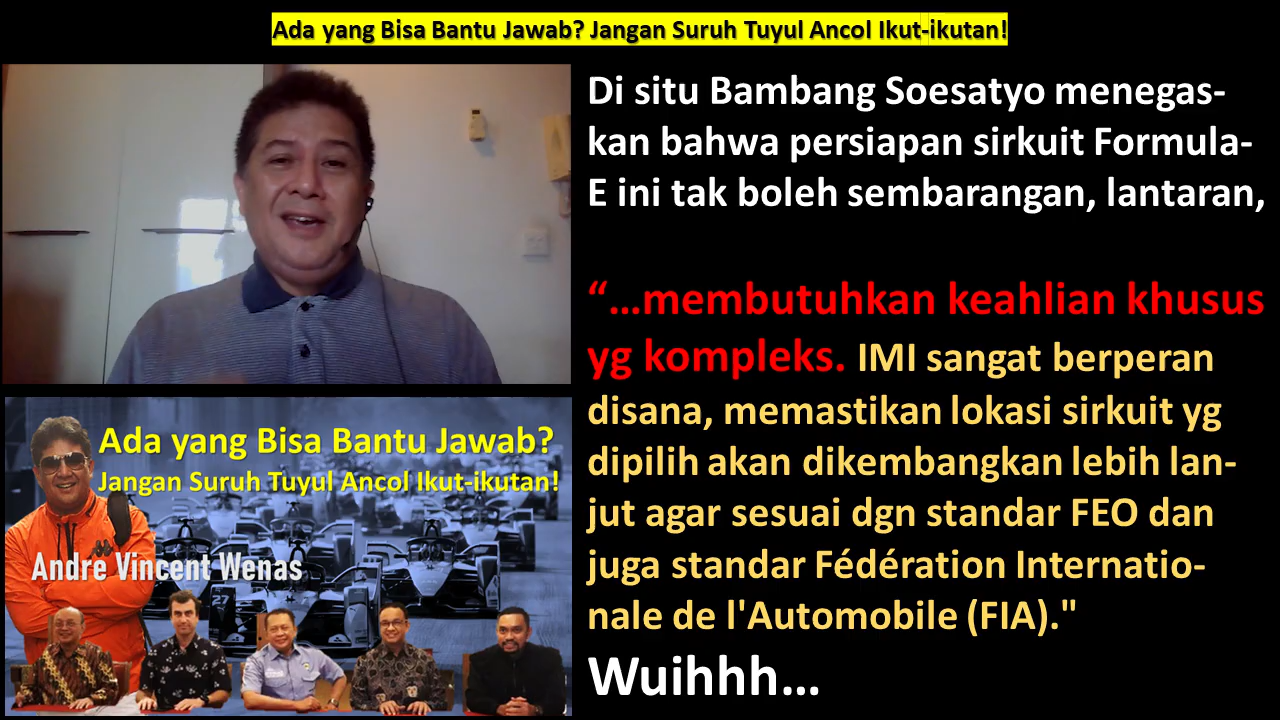 Ada yang Bisa Bantu Jawab? Jangan Suruh Tuyul Ancol Ikut-ikutan!
Di situ Bambang Soesatyo menegas-
kan bahwa persiapan sirkuit Formula-
E ini tak boleh sembarangan, lantaran,
“…membutuhkan keahlian khusus
yg kompleks. IMI sangat berperan
disana, memastikan lokasi sirkuit yg
dipilih akan dikembangkan lebih lan-
jut agar sesuai dgn standar FEO dan
juga standar Fédération Internatio-
nale de l'Automobile (FIA)."
Wuihhh…
Ada yang Bisa Bantu Jawab?
Jangan Suruh Tuyul Ancol Ikut-ikutan!
Andre Vincent Wenas
27